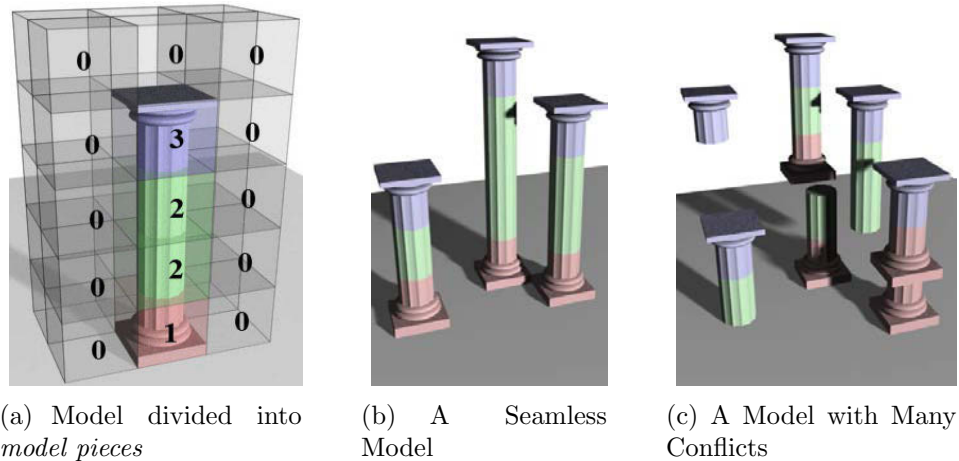 0 0 0
0 3 0
0 2 0
0 2 0
0 1 0
(a) Model divided into
model pieces
(b) A Seamless
Model
(c) A Model with Many
Conflicts